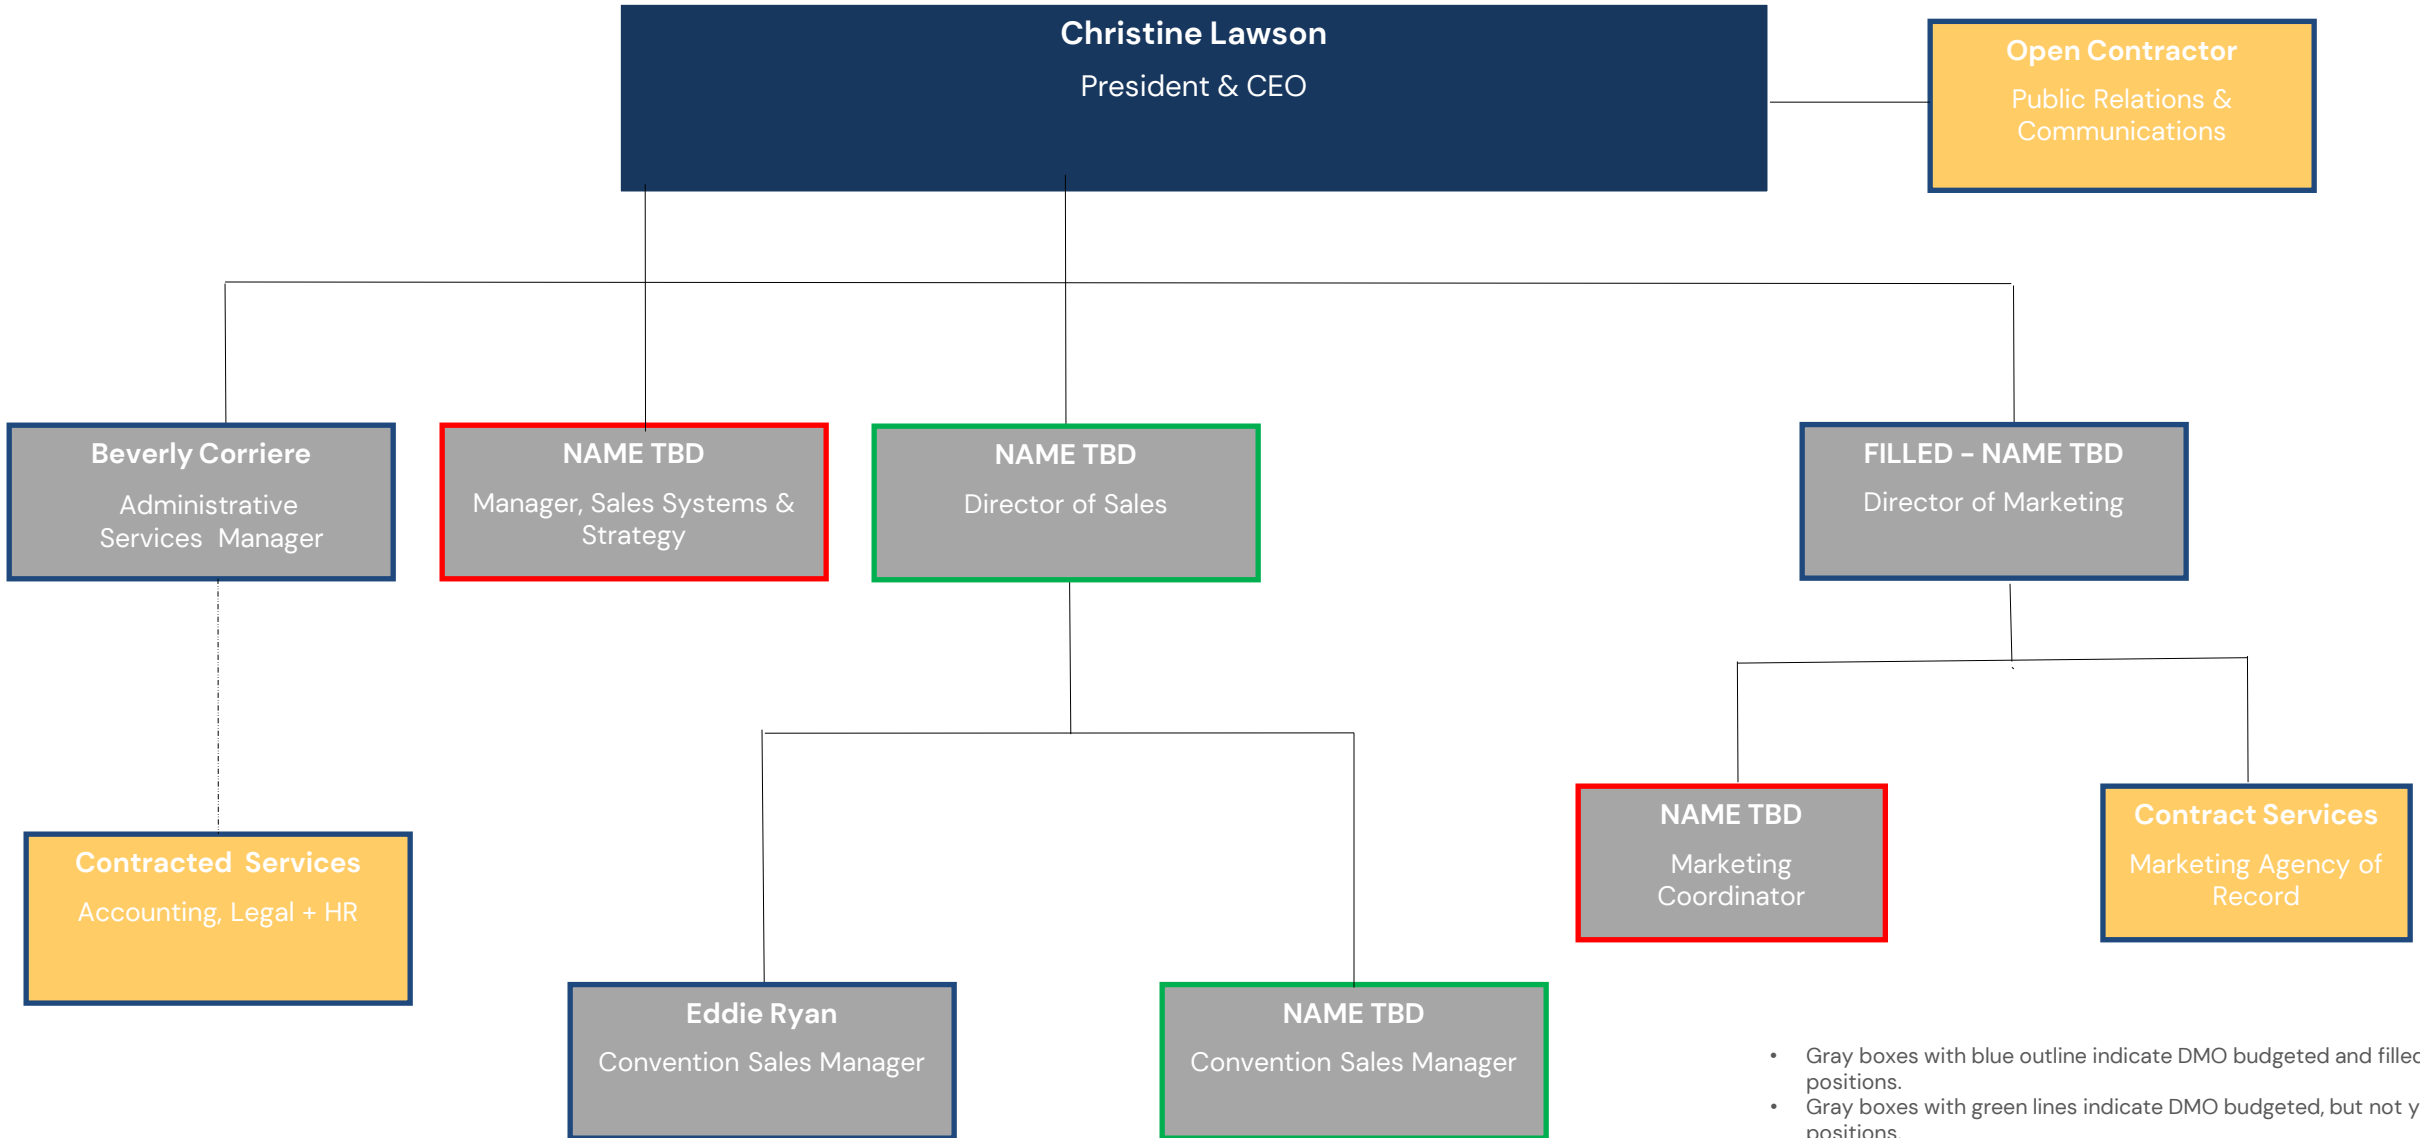 Christine Lawson
President & CEO
Open Contractor
Public Relations &
Communications
Beverly Corriere
Administrative
Services Manager
NAME TBD
Manager, Sales Systems &
Strategy
NAME TBD
Director of Sales
FILLED – NAME TBD
Director of Marketing
Contracted Services
Accounting, Legal + HR
NAME TBD
Marketing
Coordinator
Contract Services
Marketing Agency of
Record
Eddie Ryan
Convention Sales Manager
NAME TBD
Convention Sales Manager
• Gray boxes with blue outline indicate DMO budgeted and filled
positions.
• Gray boxes with green lines indicate DMO budgeted, but not
positions.